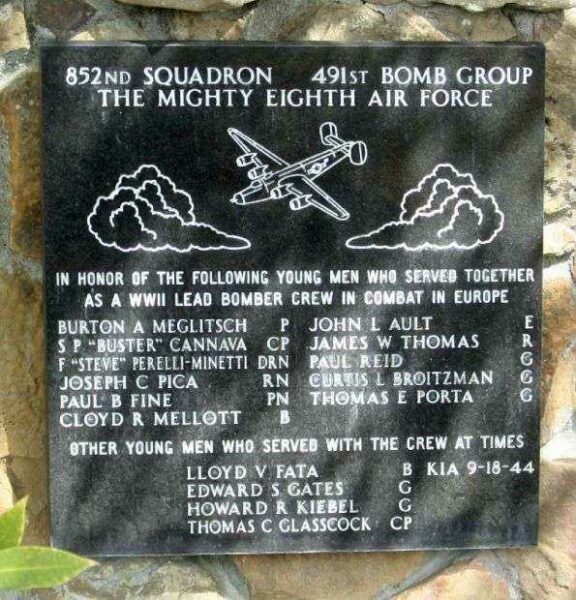 852ND SQUADRON 491ST BOMB GROUP
THE MIGHTY EIGHTH AIR FORCE
IN HONOR OF THE FOLLOWING YOUNG MEN WHO SERVED TOGETHER
AS A WWII LEAD BOMBER CREW IN COMBAT IN EUROPE
BURTON A MEGLITSCH P JOHN L AULT E
S P "BUSTER" CANNAVA CP JAMES W THOMAS R
F "STEVE" PERELLI-MINETTI DRN PAUL REID G
JOSEPH C PICA RN CURTIS L BROITZMAN G
PAUL B FINE PN THOMAS E PORTA G
CLOYD R MELLOTT B
OTHER YOUNG MEN WHO SERVED WITH THE CREW AT TIMES
LLOYD V FATA B KIA 9-18-44
EDWARD S GATES G
HOWARD R KIEBEL G
THOMAS C GLASSCOCK CP